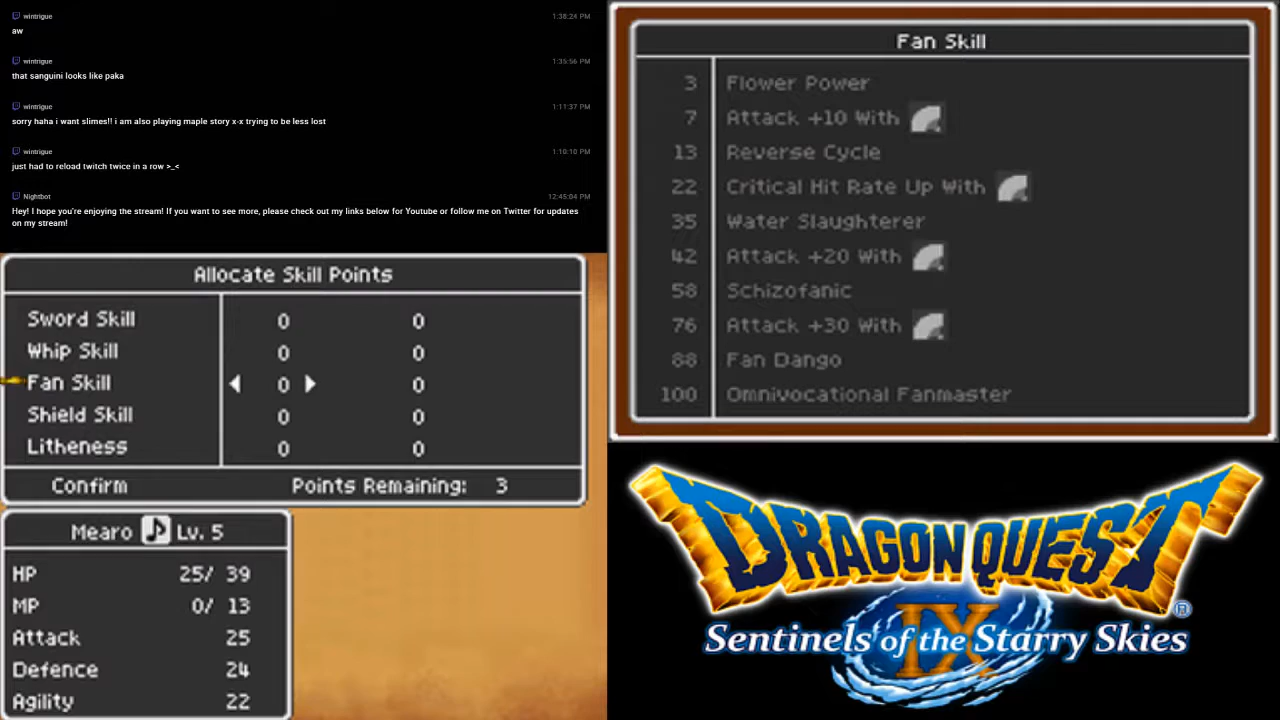 wintrigue 1:38:24 PM
aw
wintrigue 1:35:56 PM
that sanguini looks like paka
wintrigue 1:11:37 PM
sorry haha i want slimes!! i am also playing maple story x-x trying to be less lost
wintrigue 1:10:10 PM
just had to reload twitch twice in a row >_<
Nightbot 12:45:04 PM
Hey! I hope you're enjoying the stream! If you want to see more, please check out my links below for Youtube or follow me on Twitter for updates
on my stream!
Allocate Skill Points
Sword Skill 0 0
Whip Skill 0 0
Fan Skill 0 0
Shield Skill 0 0
Litheness 0 0
Confirm Points Remaining: 3
Mearo Lv. 5
HP 25/ 39
MP 0/ 13
Attack 25
Defence 24
Agility 22
Fan Skill
3 Flower Power
7 Attack +10 With
13 Reverse Cycle
22 Critical Hit Rate Up With
35 Water Slaughterer
42 Attack +20 With
58 Schizofanic
76 Attack +30 With
88 Fan Dango
100 Omnivocational Fanmaster
DRAGON QUEST
®
IX
Sentinels of the Starry Skies